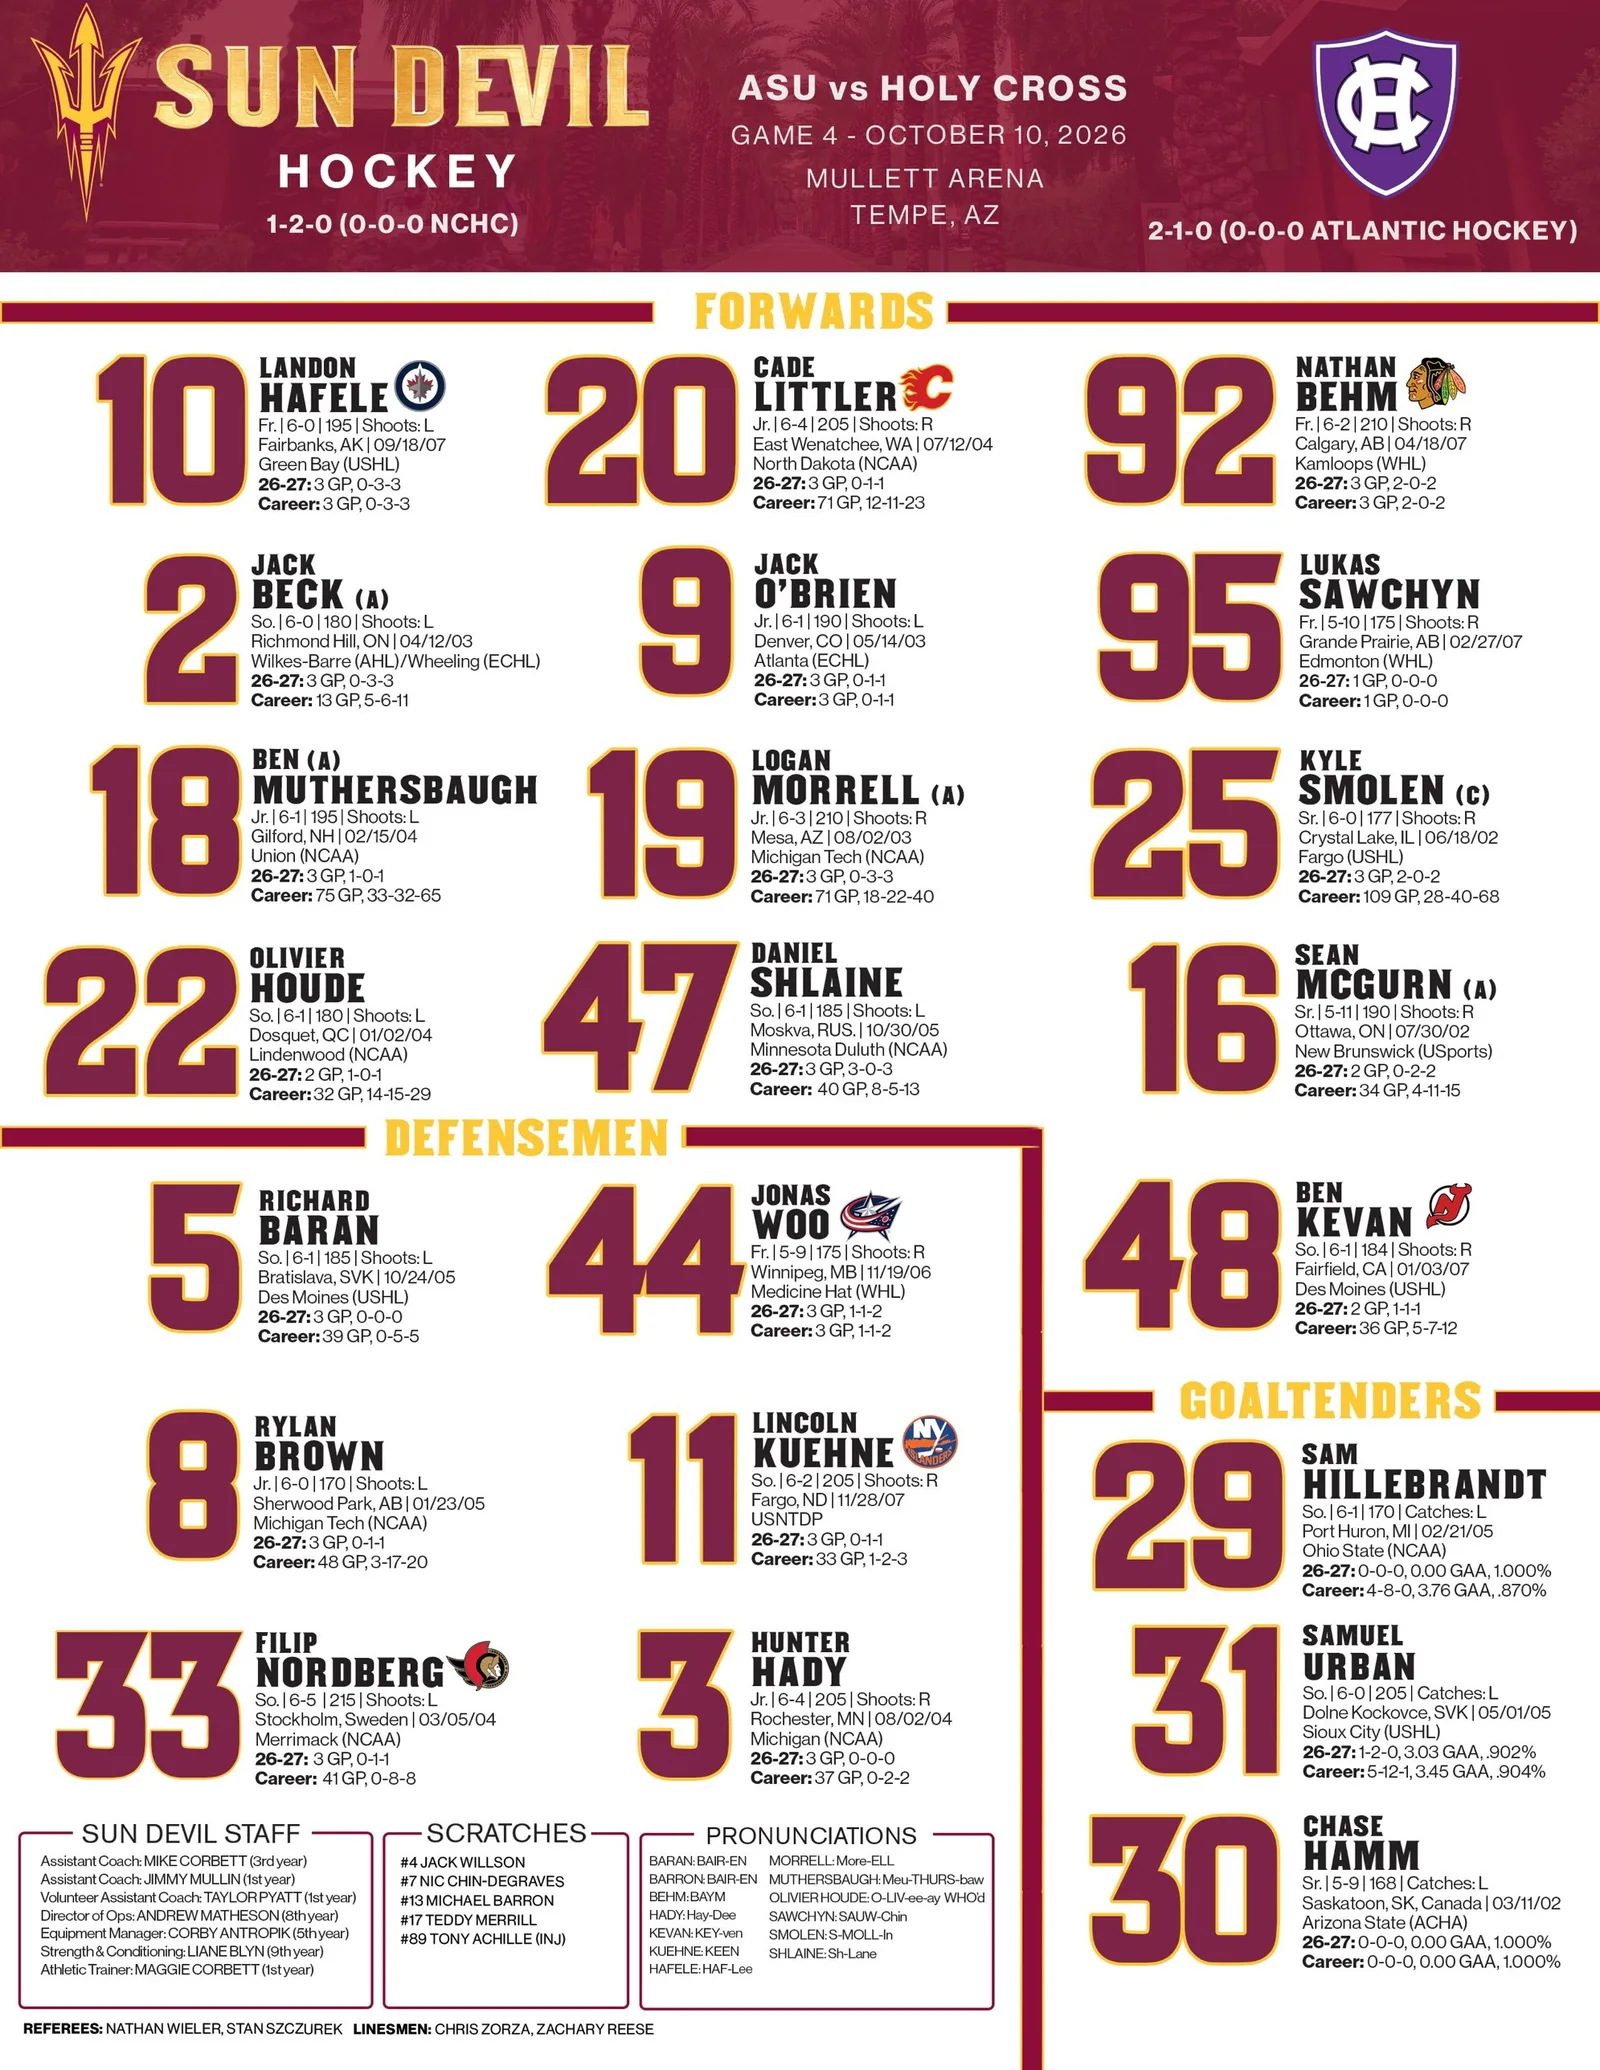 SUN DEVIL
HOCKEY
1-2-0 (0-0-0 NCHC)
ASU vs HOLY CROSS
GAME 4 - OCTOBER 10, 2026
MULLETT ARENA
TEMPE, AZ
HC
2-1-0 (0-0-0 ATLANTIC HOCKEY)
FORWARDS
10
LANDON
HAFELE
Fr. | 6-0 | 195 | Shoots: L
Fairbanks, AK | 09/18/07
Green Bay (USHL)
26-27: 3 GP, 0-3-3
Career: 3 GP, 0-3-3
20
CADE
LITTLER
Jr. | 6-4 | 205 | Shoots: R
East Wenatchee, WA | 07/12/04
North Dakota (NCAA)
26-27: 3 GP, 0-1-1
Career: 71 GP, 12-11-23
92
NATHAN
BEHM
Fr. | 6-2 | 210 | Shoots: R
Calgary, AB | 04/18/07
Kamloops (WHL)
26-27: 3 GP, 2-0-2
Career: 3 GP, 2-0-2
2
JACK
BECK (A)
So. | 6-0 | 180 | Shoots: L
Richmond Hill, ON | 04/12/03
Wilkes-Barre (AHL)/Wheeling (ECHL)
26-27: 3 GP, 0-3-3
Career: 13 GP, 5-6-11
9
JACK
O'BRIEN
Jr. | 6-1 | 190 | Shoots: L
Denver, CO | 05/14/03
Atlanta (ECHL)
26-27: 3 GP, 0-1-1
Career: 3 GP, 0-1-1
95
LUKAS
SAWCHYN
Fr. | 5-10 | 175 | Shoots: R
Grande Prairie, AB | 02/27/07
Edmonton (WHL)
26-27: 1 GP, 0-0-0
Career: 1 GP, 0-0-0
18
BEN (A)
MUTHERSBAUGH
Jr. | 6-1 | 195 | Shoots: L
Gilford, NH | 02/15/04
Union (NCAA)
26-27: 3 GP, 1-0-1
Career: 75 GP, 33-32-65
19
LOGAN
MORRELL (A)
Jr. | 6-3 | 210 | Shoots: R
Mesa, AZ | 08/02/03
Michigan Tech (NCAA)
26-27: 3 GP, 0-3-3
Career: 71 GP, 18-22-40
25
KYLE
SMOLEN (C)
Sr. | 6-0 | 177 | Shoots: R
Crystal Lake, IL | 06/18/02
Fargo (USHL)
26-27: 3 GP, 2-0-2
Career: 109 GP, 28-40-68
22
OLIVIER
HOUDE
So. | 6-1 | 180 | Shoots: L
Dosquet, QC | 01/02/04
Lindenwood (NCAA)
26-27: 2 GP, 1-0-1
Career: 32 GP, 14-15-29
47
DANIEL
SHLAINE
So. | 6-1 | 185 | Shoots: L
Moskva, RUS. | 10/30/05
Minnesota Duluth (NCAA)
26-27: 3 GP, 3-0-3
Career: 40 GP, 8-5-13
16
SEAN
MCGURN (A)
Sr. | 5-11 | 190 | Shoots: R
Ottawa, ON | 07/30/02
New Brunswick (USports)
26-27: 2 GP, 0-2-2
Career: 34 GP, 4-11-15
48
BEN
KEVAN
So. | 6-1 | 184 | Shoots: R
Fairfield, CA | 01/03/07
Des Moines (USHL)
26-27: 2 GP, 1-1-1
Career: 36 GP, 5-7-12
DEFENSEMEN
5
RICHARD
BARAN
So. | 6-1 | 185 | Shoots: L
Bratislava, SVK | 10/24/05
Des Moines (USHL)
26-27: 3 GP, 0-0-0
Career: 39 GP, 0-5-5
44
JONAS
WOO
Fr. | 5-9 | 175 | Shoots: R
Winnipeg, MB | 11/19/06
Medicine Hat (WHL)
26-27: 3 GP, 1-1-2
Career: 3 GP, 1-1-2
8
RYLAN
BROWN
Jr. | 6-0 | 170 | Shoots: L
Sherwood Park, AB | 01/23/05
Michigan Tech (NCAA)
26-27: 3 GP, 0-1-1
Career: 48 GP, 3-17-20
11
LINCOLN
KUEHNE
NY
ISLANDERS
So. | 6-2 | 205 | Shoots: R
Fargo, ND | 11/28/07
USNTDP
26-27: 3 GP, 0-1-1
Career: 33 GP, 1-2-3
33
FILIP
NORDBERG
So. | 6-5 | 215 | Shoots: L
Stockholm, Sweden | 03/05/04
Merrimack (NCAA)
26-27: 3 GP, 0-1-1
Career: 41 GP, 0-8-8
3
HUNTER
HADY
Jr. | 6-4 | 205 | Shoots: R
Rochester, MN | 08/02/04
Michigan (NCAA)
26-27: 3 GP, 0-0-0
Career: 37 GP, 0-2-2
GOALTENDERS
29
SAM
HILLEBRANDT
So. | 6-1 | 170 | Catches: L
Port Huron, MI | 02/21/05
Ohio State (NCAA)
26-27: 0-0-0, 0.00 GAA, 1.000%
Career: 4-8-0, 3.76 GAA, .870%
31
SAMUEL
URBAN
So. | 6-0 | 205 | Catches: L
Dolne Kockovce, SVK | 05/01/05
Sioux City (USHL)
26-27: 1-2-0, 3.03 GAA, .902%
Career: 5-12-1, 3.45 GAA, .904%
30
CHASE
HAMM
Sr. | 5-9 | 168 | Catches: L
Saskatoon, SK, Canada | 03/11/02
Arizona State (ACHA)
26-27: 0-0-0, 0.00 GAA, 1.000%
Career: 0-0-0, 0.00 GAA, 1.000%
SUN DEVIL STAFF
Assistant Coach: MIKE CORBETT (3rd year)
Assistant Coach: JIMMY MULLIN (1st year)
Volunteer Assistant Coach: TAYLOR PYATT (1st year)
Director of Ops: ANDREW MATHESON (8th year)
Equipment Manager: CORBY ANTROPIK (5th year)
Strength & Conditioning: LIANE BLYN (9th year)
Athletic Trainer: MAGGIE CORBETT (1st year)
SCRATCHES
#4 JACK WILLSON
#7 NIC CHIN-DEGRAVES
#13 MICHAEL BARRON
#17 TEDDY MERRILL
#89 TONY ACHILLE (INJ)
PRONUNCIATIONS
BARAN: BAIR-EN
BARRON: BAIR-EN
BEHM: BAYM
HADY: Hay-Dee
KEVAN: KEY-ven
KUEHNE: KEEN
HAFELE: HAF-Lee
MORRELL: More-ELL
MUTHERSBAUGH: Meu-THURS-baw
OLIVIER HOUDE: O-LIV-ee-ay WHO'd
SAWCHYN: SAUW-Chin
SMOLEN: S-MOLL-In
SHLAINE: Sh-Lane
REFEREES: NATHAN WIELER, STAN SZCZUREK LINESMEN: CHRIS ZORZA, ZACHARY REESE